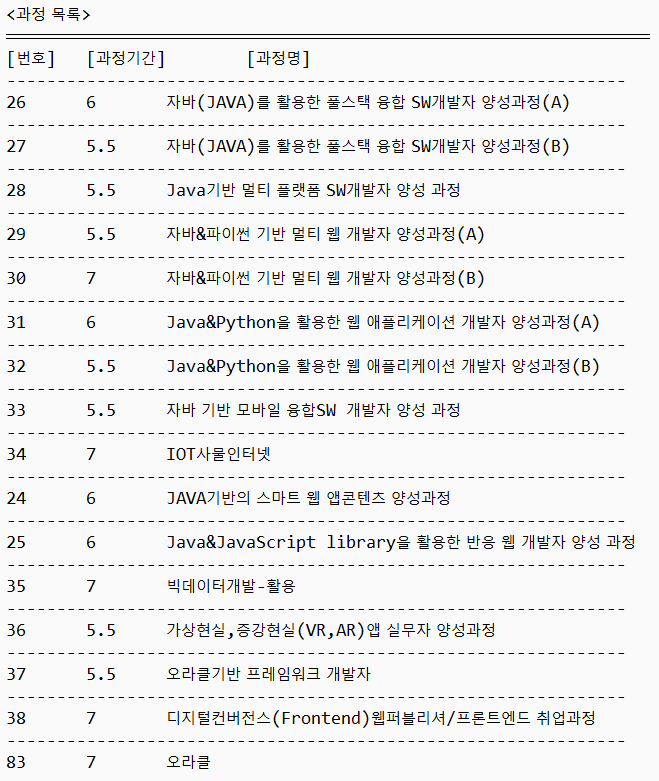 <과정 목록>
[번호] [과정기간] [과정명]
26 6 자바(JAVA)를 활용한 풀스택 융합 SW개발자 양성과정(A)
27 5.5 자바(JAVA)를 활용한 풀스택 융합 SW개발자 양성과정(B)
28 5.5 Java기반 멀티 플랫폼 SW개발자 양성 과정
29 5.5 자바&파이썬 기반 멀티 웹 개발자 양성과정(A)
30 7 자바&파이썬 기반 멀티 웹 개발자 양성과정(B)
31 6 Java&Python을 활용한 웹 애플리케이션 개발자 양성과정(A)
32 5.5 Java&Python을 활용한 웹 애플리케이션 개발자 양성과정(B)
33 5.5 자바 기반 모바일 융합SW 개발자 양성 과정
34 7 IOT사물인터넷
24 6 JAVA기반의 스마트 웹 앱콘텐츠 양성과정
25 6 Java&JavaScript library을 활용한 반응 웹 개발자 양성 과정
35 7 빅데이터개발-활용
36 5.5 가상현실,증강현실(VR,AR)앱 실무자 양성과정
37 5.5 오라클기반 프레임워크 개발자
38 7 디지털컨버전스(Frontend)웹퍼블리셔/프론트엔드 취업과정
83 7 오라클